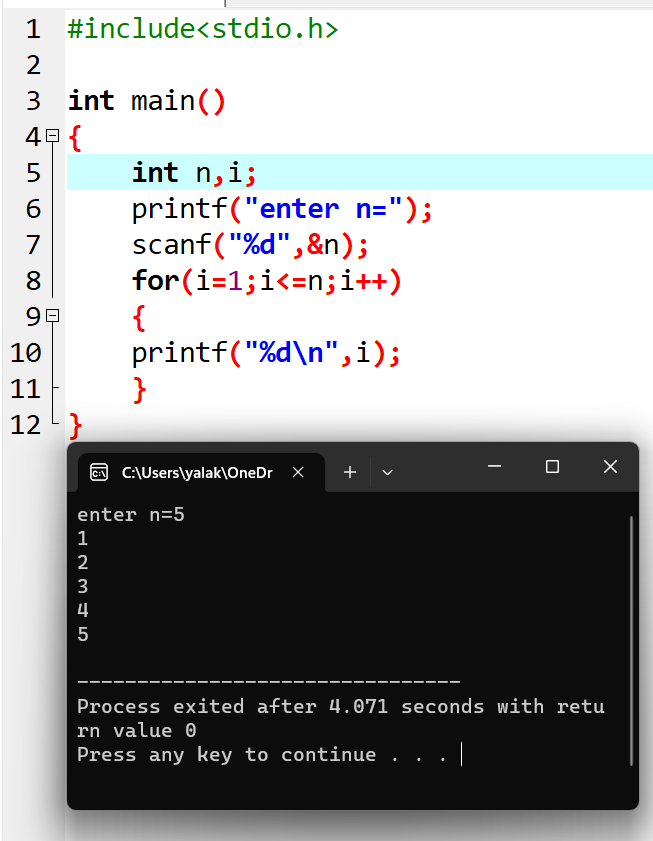 1 #include<stdio.h>
2
3 int main()
4 {
5 int n,i;
6 printf("enter n=");
7 scanf("%d",&n);
8 for(i=1;i<=n;i++)
9 {
10 printf("%d\n",i);
11 }
12 }
C:\Users\yalak\OneDr
enter n=5
1
2
3
4
5
--------------------------------
Process exited after 4.071 seconds with retu
rn value 0
Press any key to continue . . .